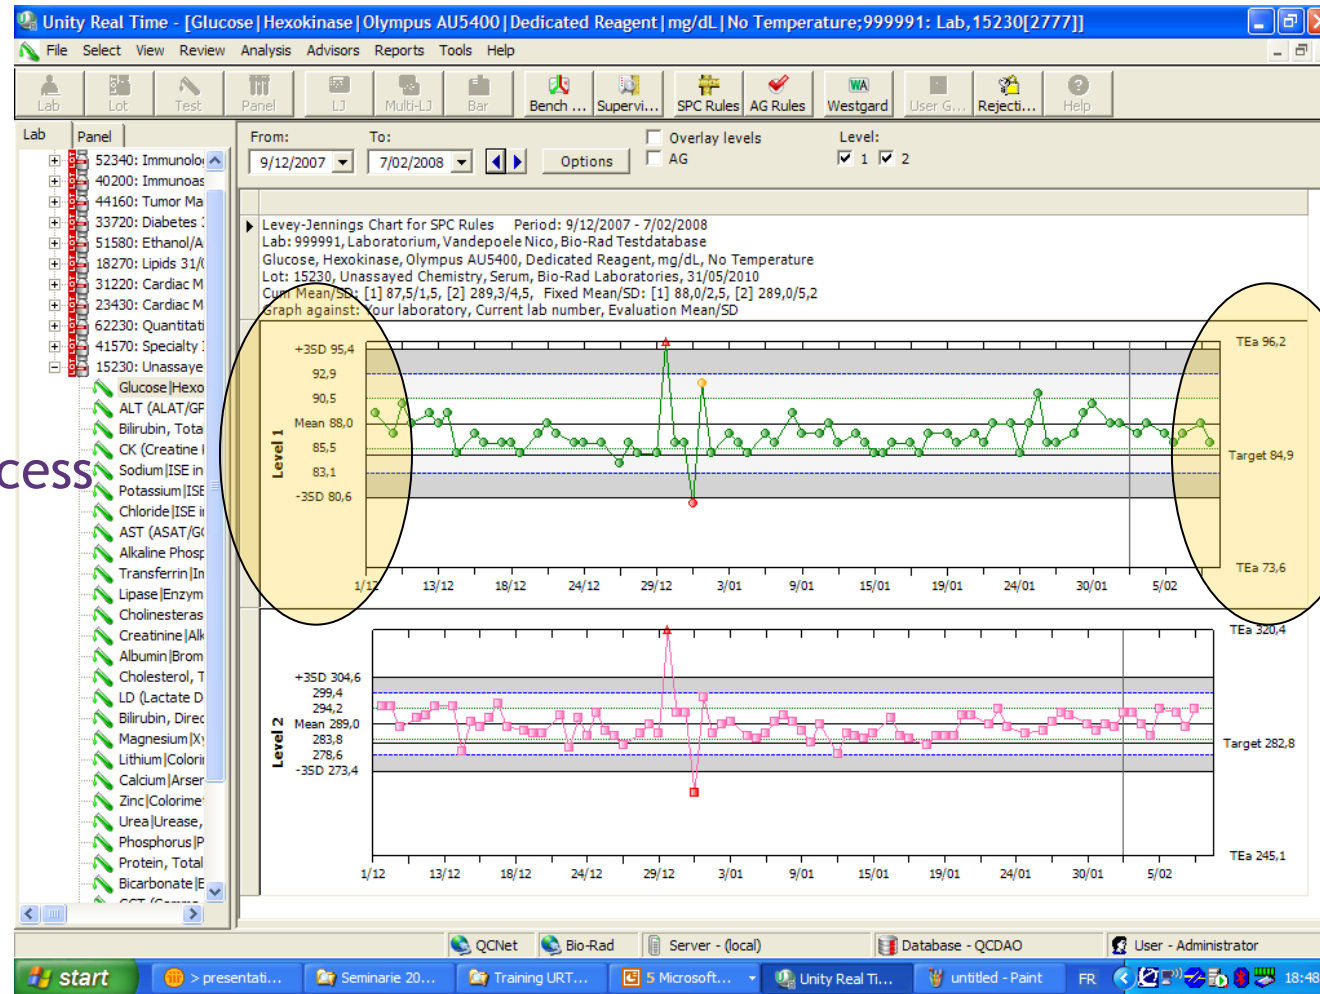 Unity Real Time - [Glucose|Hexokinase|Olympus AU5400|Dedicated Reagent|mg/dL|No Temperature;999991: Lab,15230[2777]]
File Select View Review Analysis Advisors Reports Tools Help
Lab Lot Test Panel LJ Multi-LJ Bar Bench ... Supervi... SPC Rules AG Rules Westgard User G... Rejecti... Help
Lab Panel
52340: Immunolo
40200: Immunoas
44160: Tumor Ma
33720: Diabetes
51580: Ethanol/A
18270: Lipids 31/0
31220: Cardiac M
23430: Cardiac M
62230: Quantitati
41570: Specialty
15230: Unassaye
Glucose|Hexo
ALT (ALAT/GP
Bilirubin, Tota
CK (Creatine
Sodium|ISE in
Potassium|ISE
Chloride|ISE i
AST (ASAT/G
Alkaline Phosp
Transferrin|In
Lipase|Enzym
Cholinesteras
Creatinine|Alk
Albumin|Brom
Cholesterol, T
LD (Lactate D
Bilirubin, Direc
Magnesium|Xy
Lithium|Colori
Calcium|Arser
Zinc|Colorime
Urea|Urease,
Phosphorus|P
Protein, Total
Bicarbonate|E
cess
From: To:
9/12/2007 7/02/2008 Options
Overlay levels
AG
Level:
1 2
Levey-Jennings Chart for SPC Rules Period: 9/12/2007 - 7/02/2008
Lab: 999991, Laboratorium, Vandepoele Nico, Bio-Rad Testdatabase
Glucose, Hexokinase, Olympus AU5400, Dedicated Reagent, mg/dL, No Temperature
Lot: 15230, Unassayed Chemistry, Serum, Bio-Rad Laboratories, 31/05/2010
Cum Mean/SD: [1] 87,5/1,5, [2] 289,3/4,5, Fixed Mean/SD: [1] 88,0/2,5, [2] 289,0/5,2
Graph against: Your laboratory, Current lab number, Evaluation Mean/SD
Level 1
+3SD 95,4
92,9
90,5
Mean 88,0
85,5
83,1
-3SD 80,6
TEa 96,2
Target 84,9
TEa 73,6
1/12 13/12 18/12 24/12 29/12 3/01 9/01 15/01 19/01 24/01 30/01 5/02
Level 2
+3SD 304,6
299,4
294,2
Mean 289,0
283,8
278,6
-3SD 273,4
TEa 320,4
Target 282,8
TEa 245,1
1/12 13/12 18/12 24/12 29/12 3/01 9/01 15/01 19/01 24/01 30/01 5/02
QCNet Bio-Rad Server - (local) Database - QCDAO User - Administrator
start > presentati... Seminarie 20... Training URT... 5 Microsoft... Unity Real Ti... untitled - Paint FR 18:48